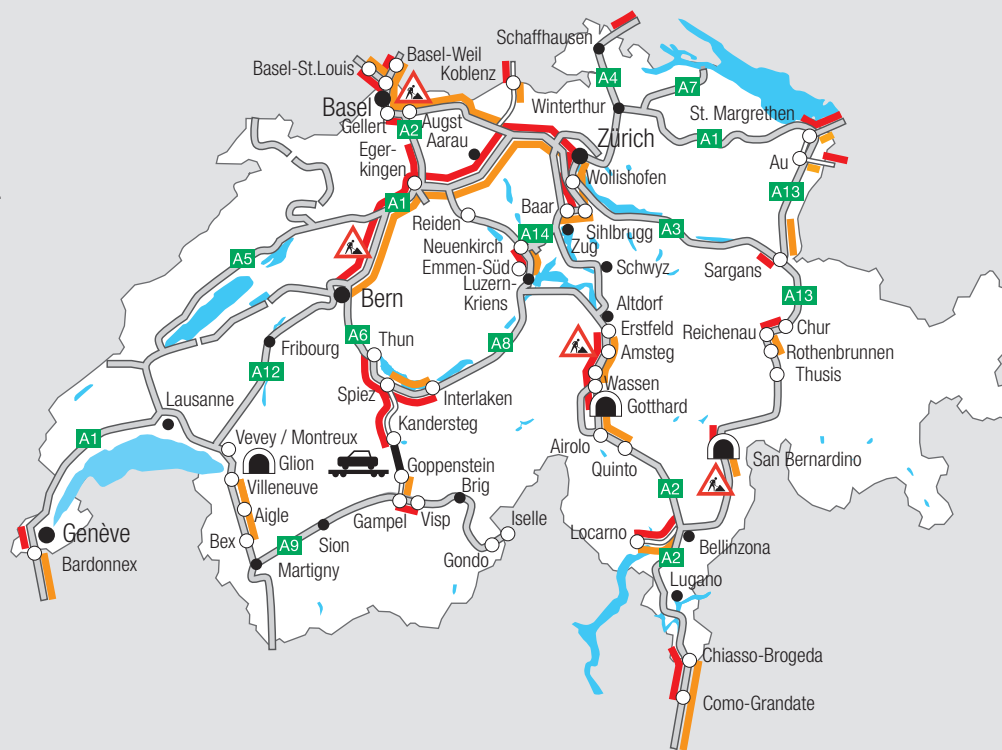 Schaffhausen
Basel-Weil
Basel-St.Louis
Koblenz
A4
A7
Basel
Winterthur
St. Margrethen
Gellert
A2
Augst
Aarau
Zürich
A1
Eger-
kingen
Au
Wollishofen
A13
A1
Baar
Reiden
Sihlbrugg
A3
A14
Neuenkirch
Zug
A5
Emmen-Süd
Schwyz
Sargans
Luzern-
Kriens
Bern
A13
Altdorf
Erstfeld
Chur
Reichenau
A6
Thun
A8
Amsteg
Rothenbrunnen
Fribourg
A12
Thusis
Wassen
Spiez
Interlaken
Gotthard
Lausanne
Kandersteg
A1
Vevey / Montreux
Airolo
Glion
Quinto
San Bernardino
Goppenstein
Villeneuve
Brig
A2
Aigle
Gampel
Visp
Iselle
Genève
Bex
Sion
Locarno
Bellinzona
A9
A2
Gondo
Bardonnex
Martigny
Lugano
Chiasso-Brogeda
Como-Grandate